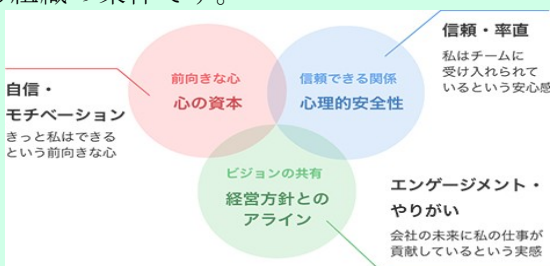 の条件です。
信頼・率直
私はチームに
受け入れられて
いるという安心感
前向きな心
心の資本
信頼できる関係
心理的安全性
自信・
モチベーション
きっと私はできる
という前向きな心
ビジョンの共有
経営方針との
アライン
エンゲージメント・
やりがい
会社の未来に私の仕事が
貢献しているという実感